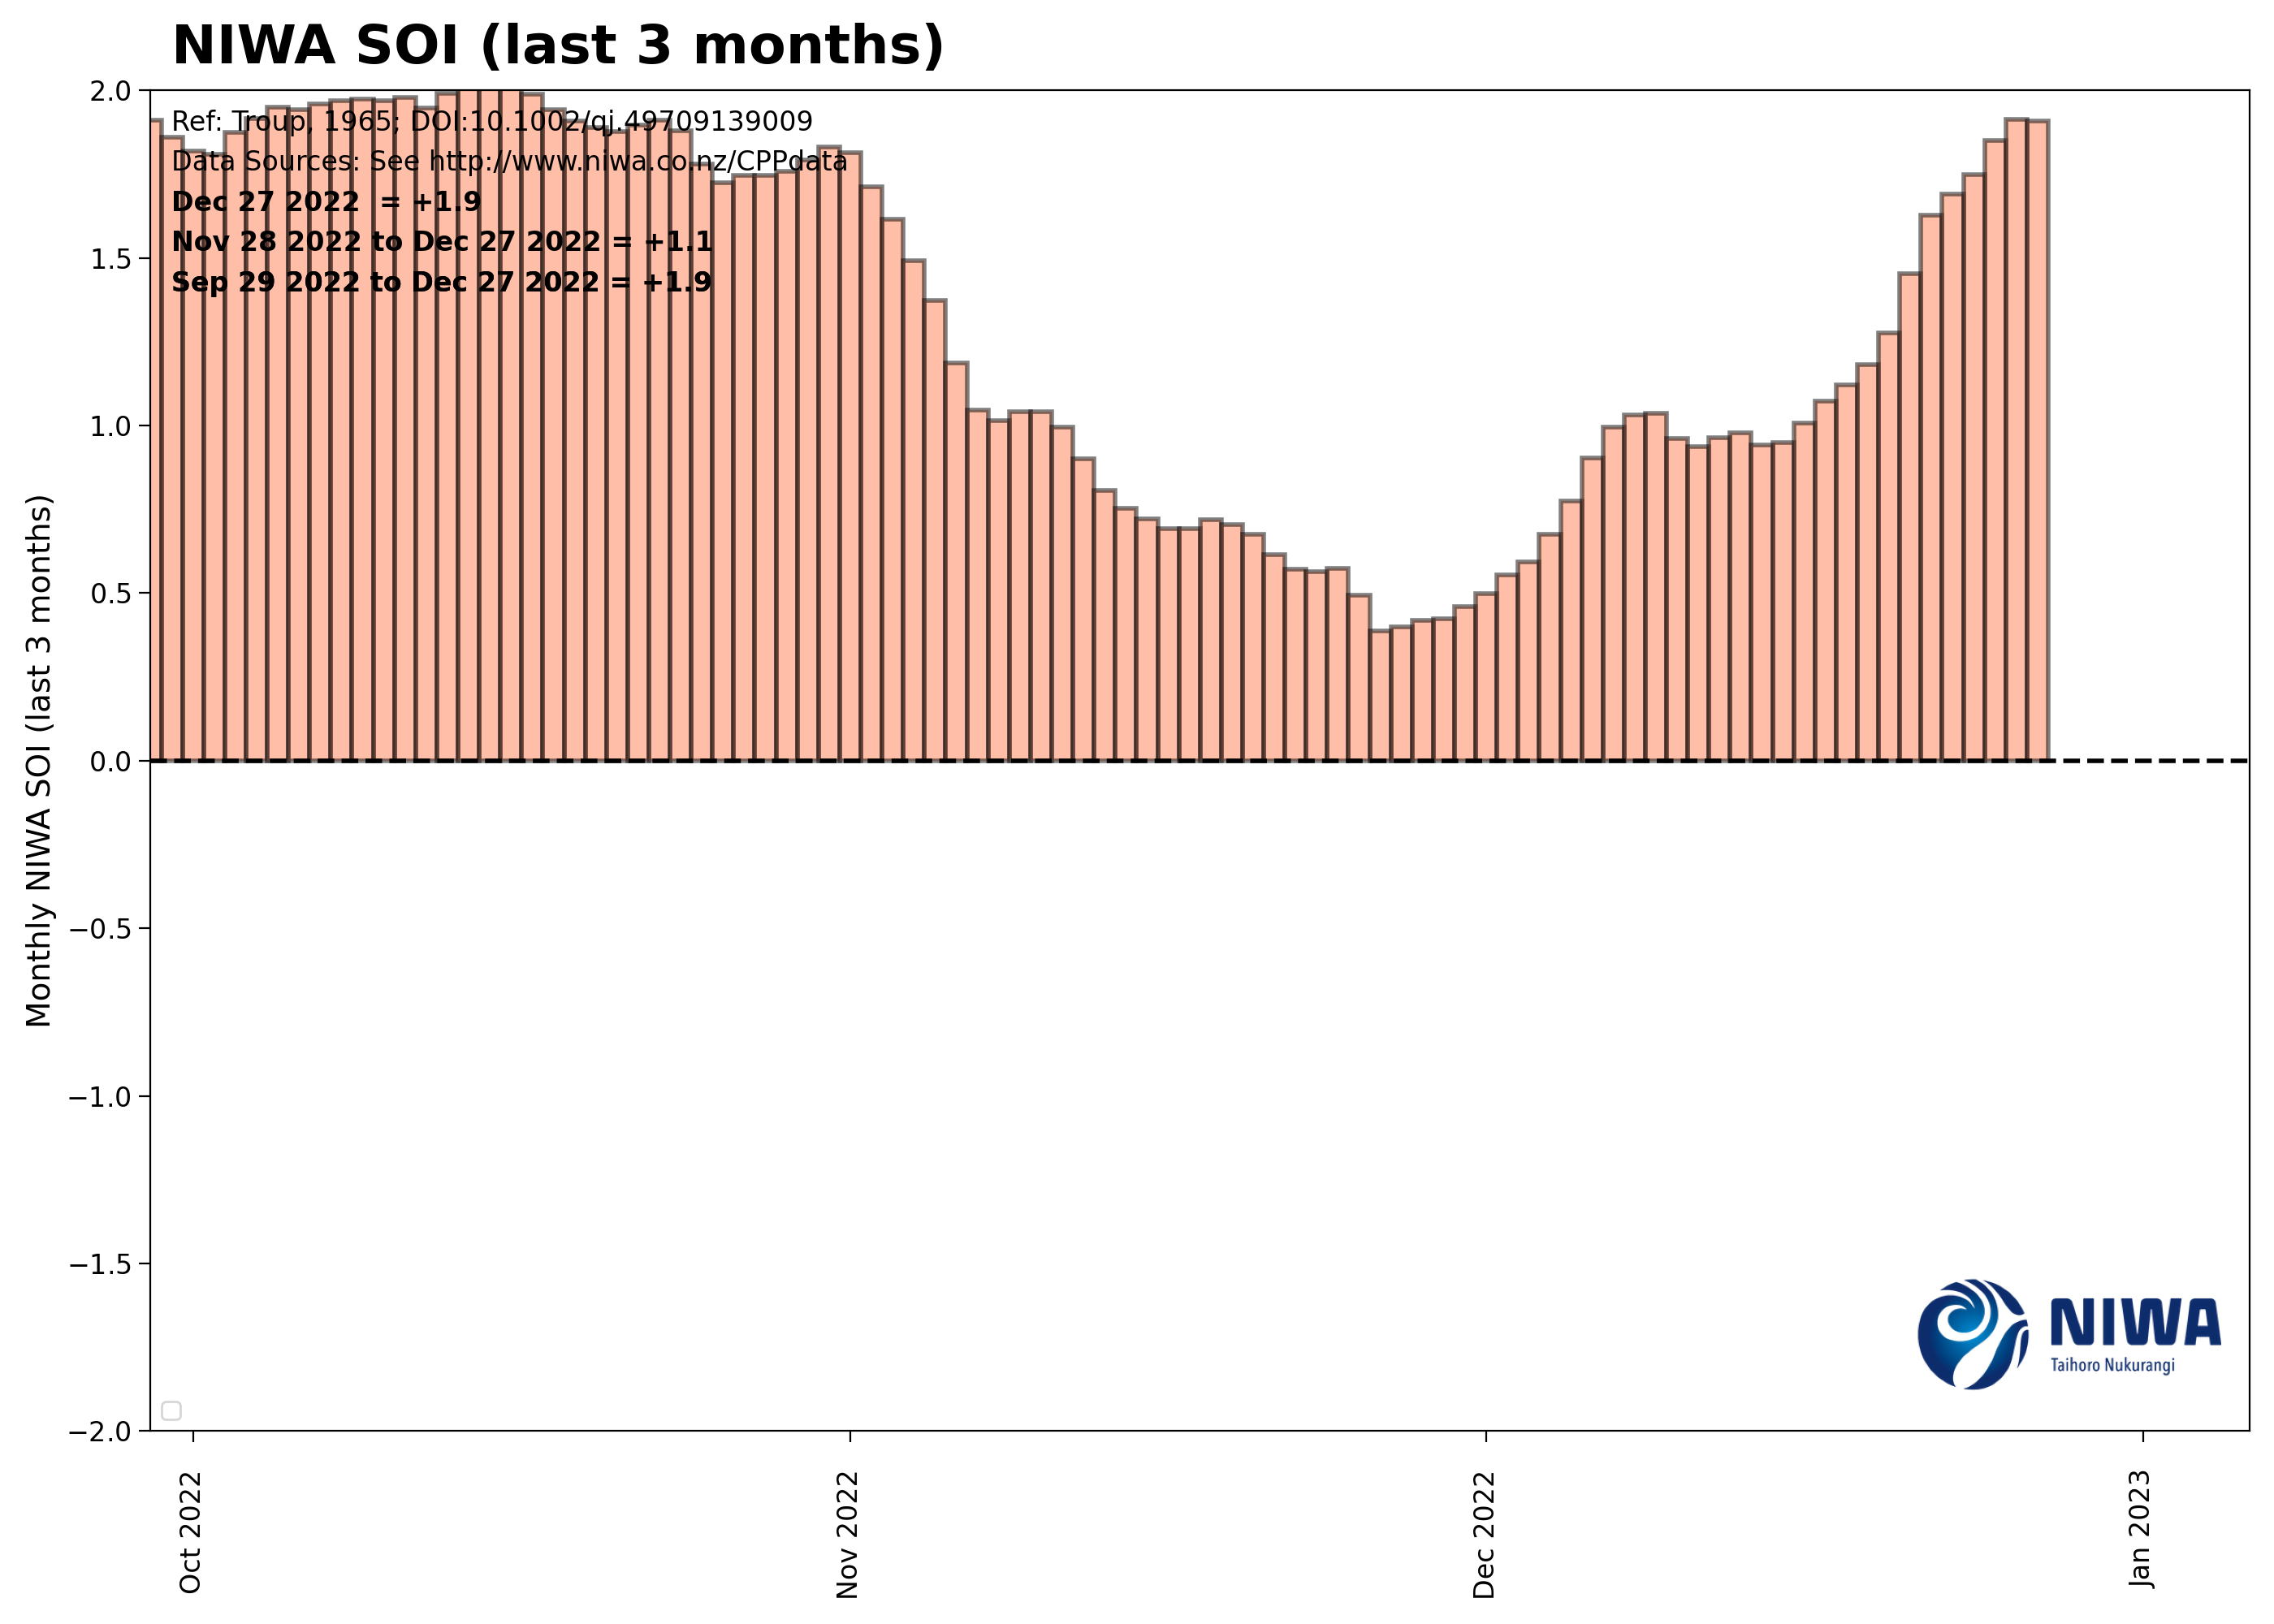 NIWA SOI (last 3 months)
Ref: Troup, 1965; DOI:10.1002/qj.49709139009
Data Sources: See http://www.niwa.co.nz/CPPdata
Dec 27 2022 = +1.9
Nov 28 2022 to Dec 27 2022 = +1.1
Sep 29 2022 to Dec 27 2022 = +1.9
Monthly NIWA SOI (last 3 months)
2.0
1.5
1.0
0.5
0.0
−0.5
−1.0
−1.5
−2.0
Oct 2022
Nov 2022
Dec 2022
Jan 2023
NIWA
Taihoro Nukurangi